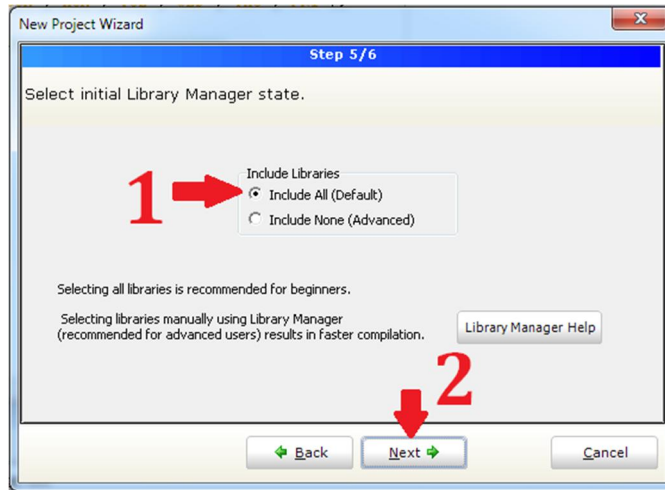 New Project Wizard
Step 5/6
Select initial Library Manager state.
Include Libraries
1
Include All (Default)
Include None (Advanced)
Selecting all libraries is recommended for beginners.
Selecting libraries manually using Library Manager
(recommended for advanced users) results in faster compilation.
Library Manager Help
2
Back
Next
Cancel